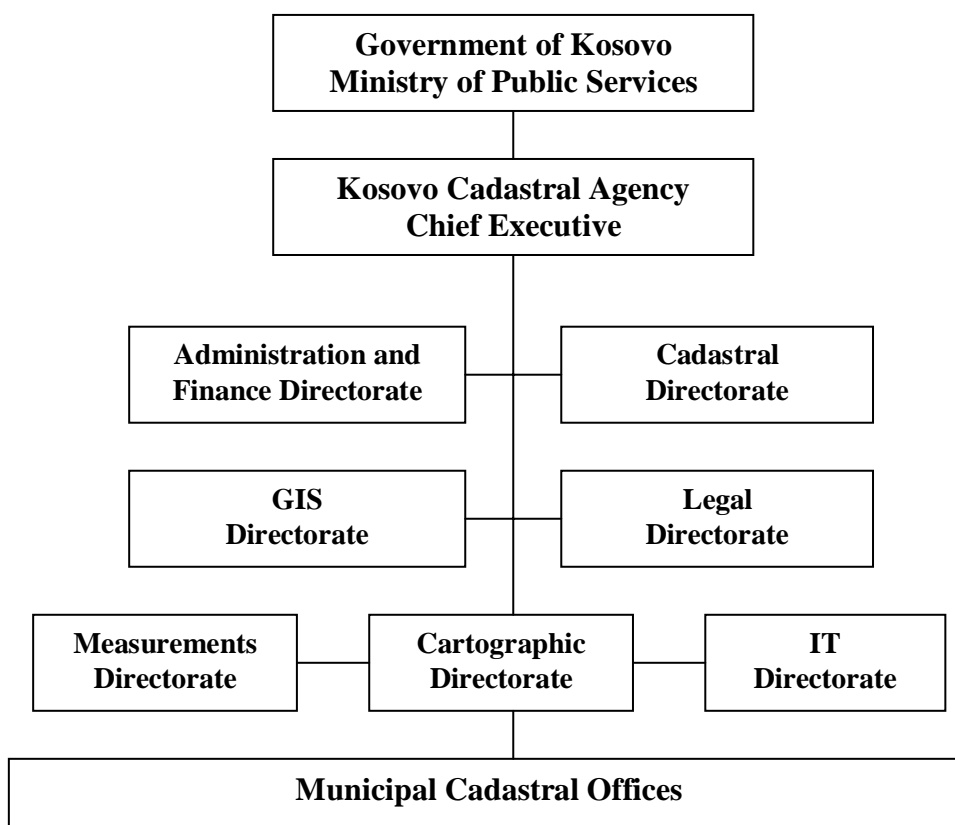 Government of Kosovo
Ministry of Public Services
Kosovo Cadastral Agency
Chief Executive
Administration and
Finance Directorate
Cadastral
Directorate
GIS
Directorate
Legal
Directorate
Measurements
Directorate
Cartographic
Directorate
IT
Directorate
Municipal Cadastral Offices